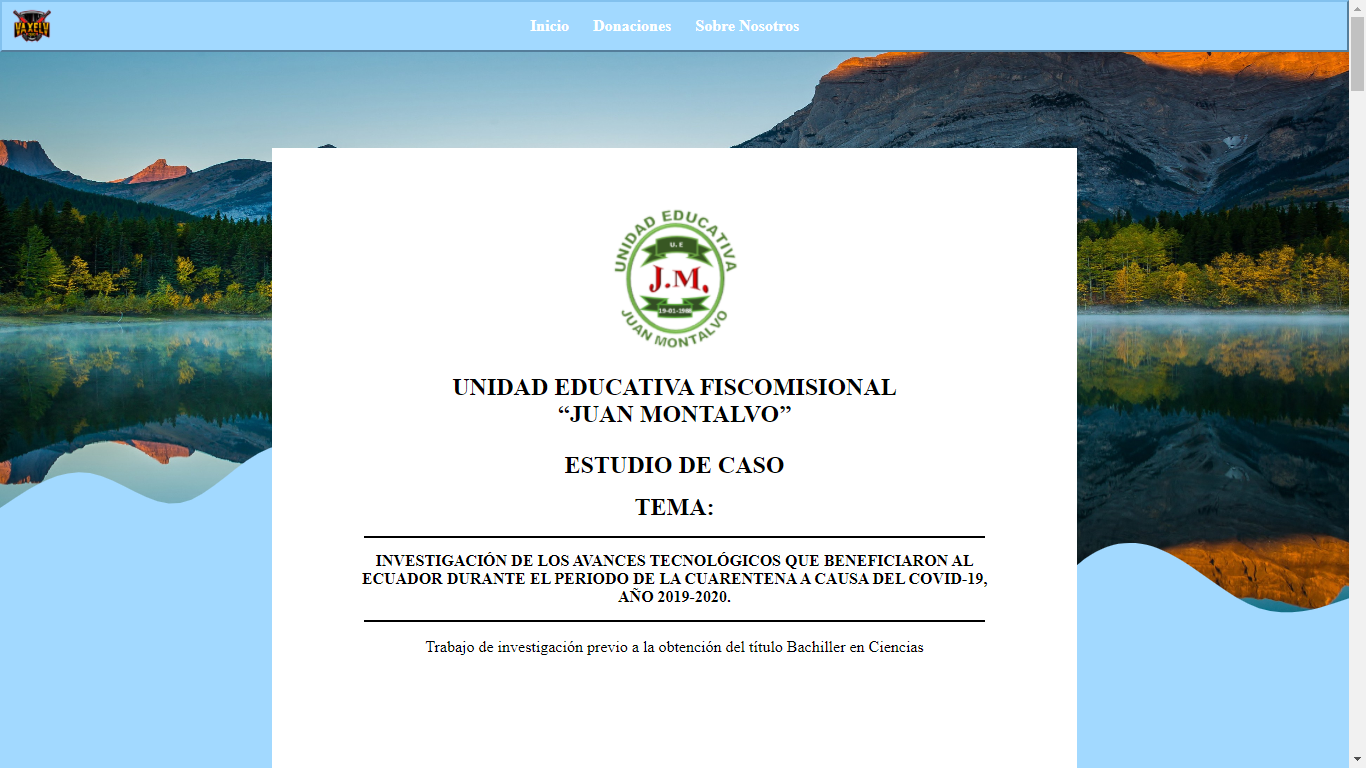 VAXELV
Inicio Donaciones Sobre Nosotros
UNIDAD EDUCATIVA
U. E
J.M.
19-01-1988
JUAN MONTALVO
UNIDAD EDUCATIVA FISCOMISIONAL
“JUAN MONTALVO”
ESTUDIO DE CASO
TEMA:
INVESTIGACIÓN DE LOS AVANCES TECNOLÓGICOS QUE BENEFICIARON AL
ECUADOR DURANTE EL PERIODO DE LA CUARENTENA A CAUSA DEL COVID-19,
AÑO 2019-2020.
Trabajo de investigación previo a la obtención del título Bachiller en Ciencias